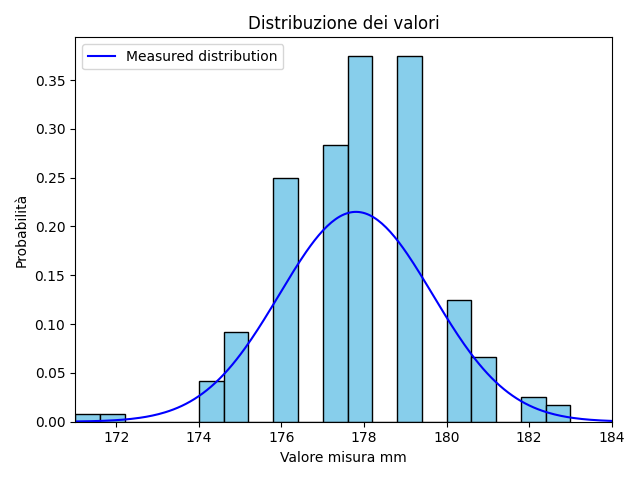 Distribuzione dei valori
Measured distribution
0.35
0.30
0.25
0.20
0.15
0.10
0.05
0.00
Probabilità
172 174 176 178 180 182 184
Valore misura mm